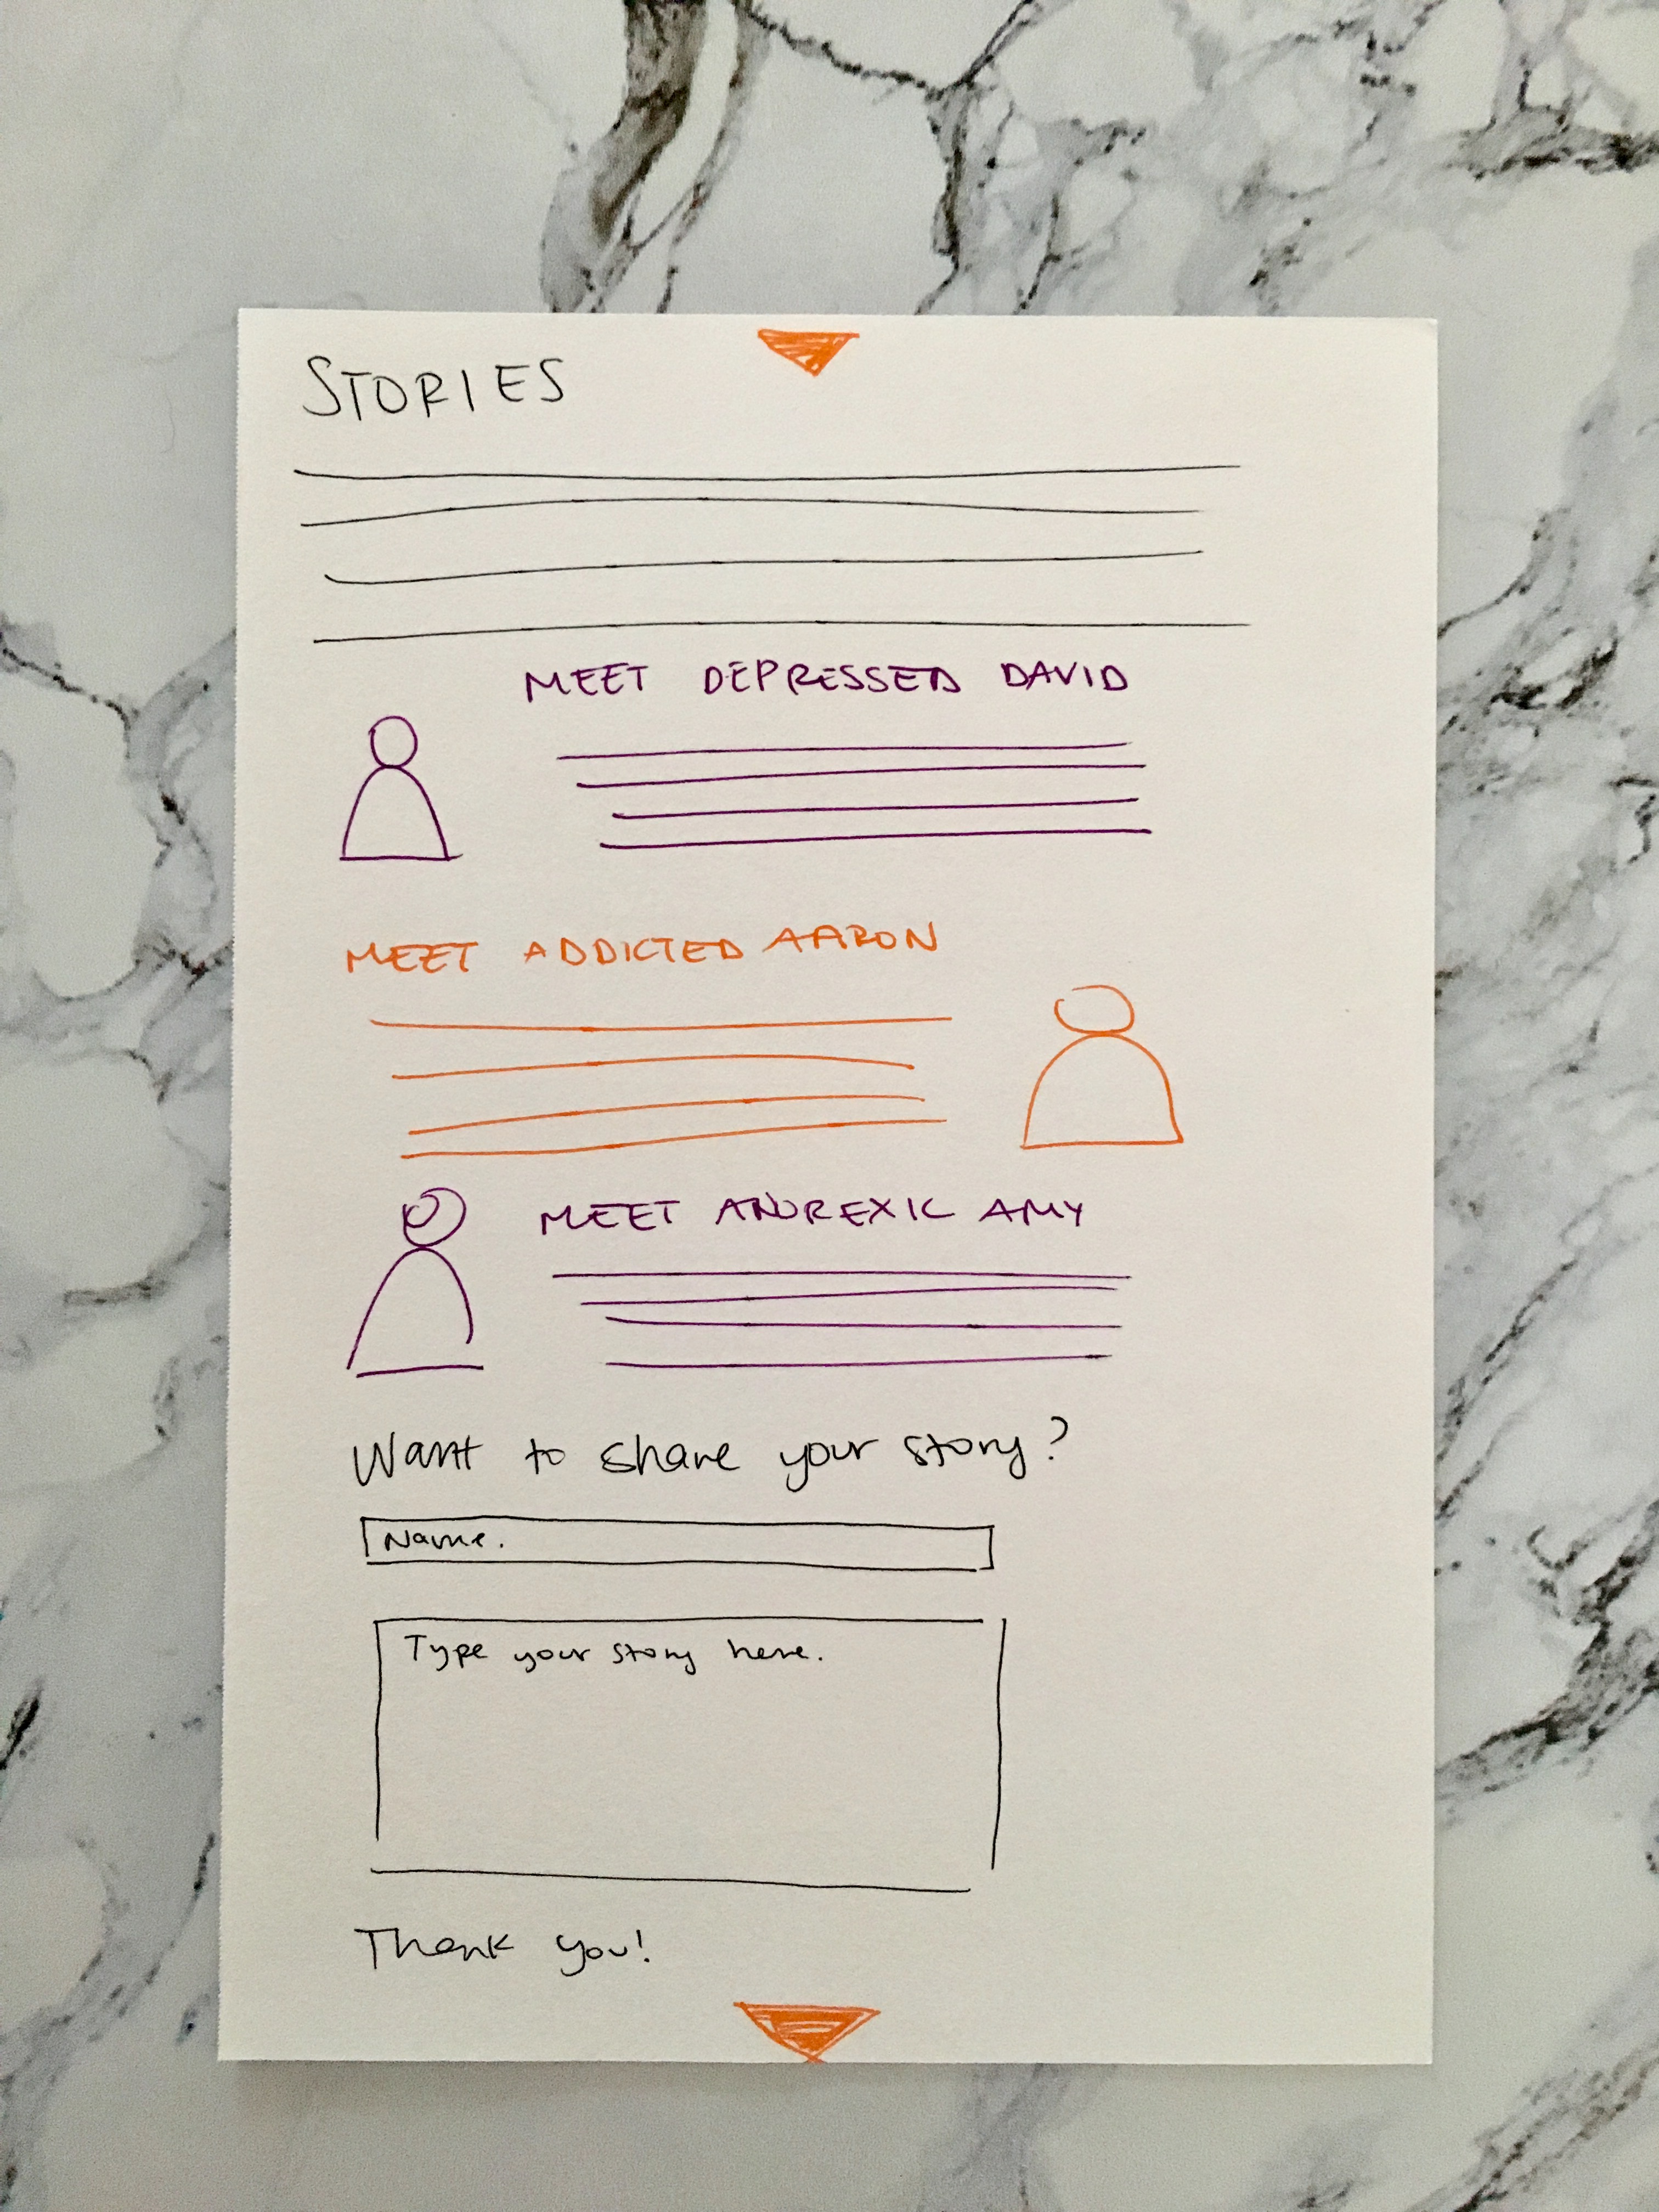 STORIES
MEET DEPRESSED DAVID
MEET ADDICTED AARON
MEET ANOREXIC AMY
Want to share your story?
Name.
Type your story here.
Thank you!